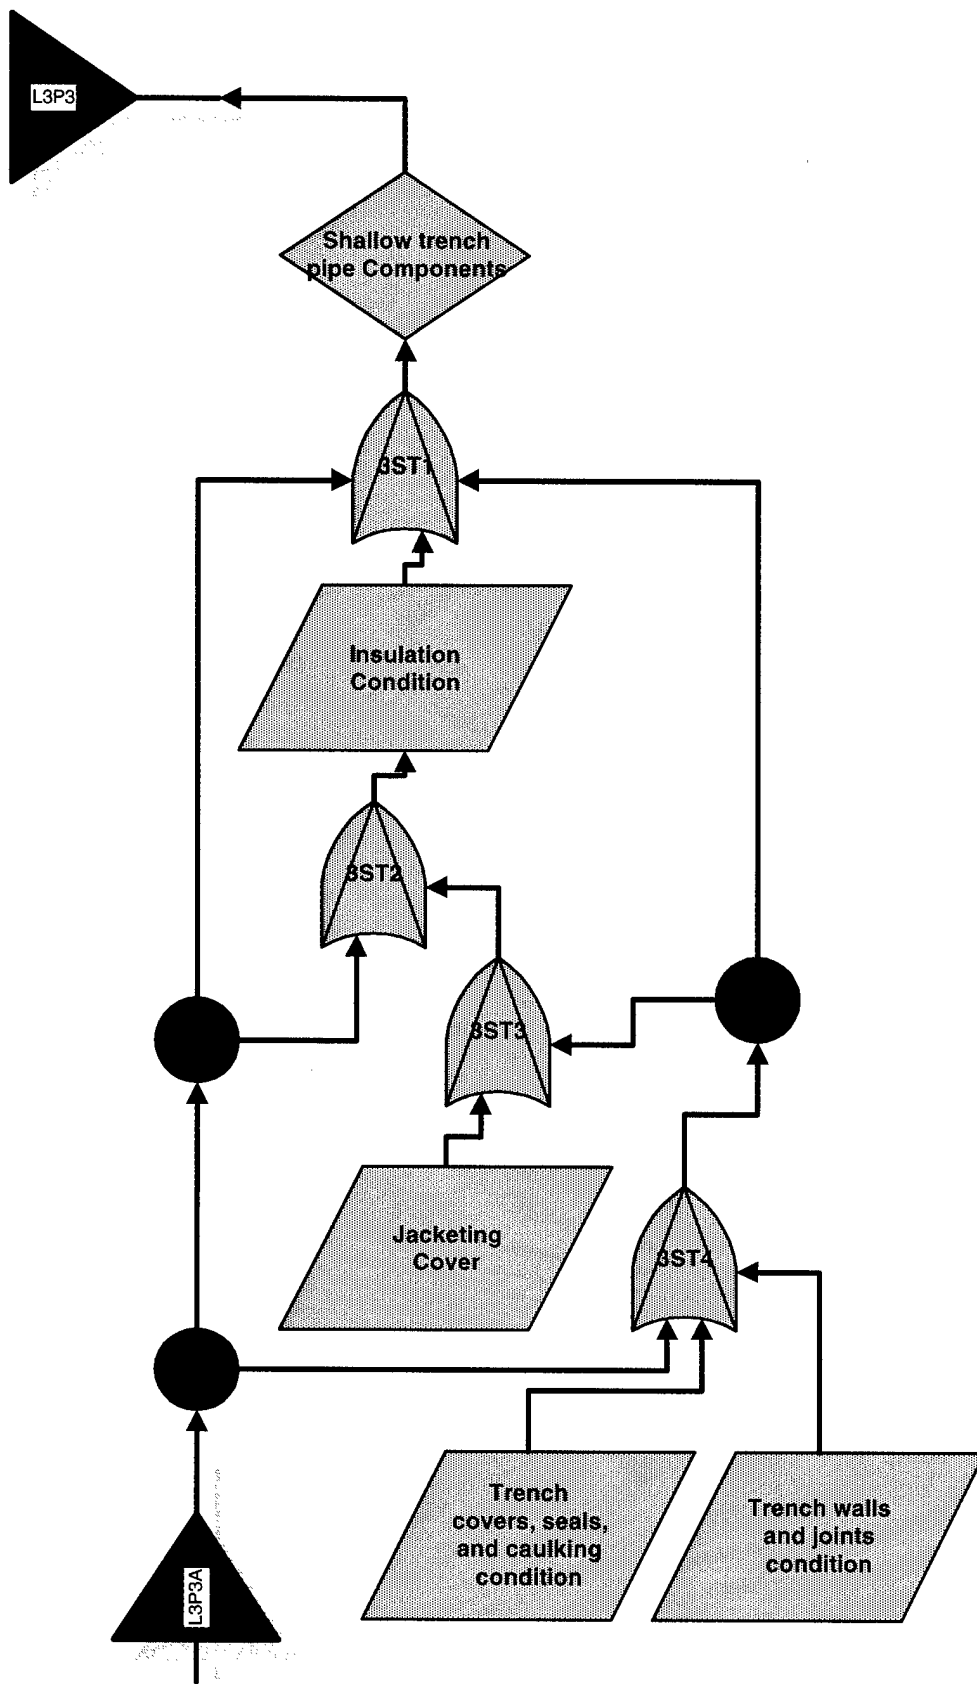 L3P3
Shallow trench
pipe Components
3ST1
Insulation
Condition
3ST2
3ST3
Jacketing
Cover
3ST4
Trench
covers, seals,
and caulking
condition
Trench walls
and joints
condition
L3P3A